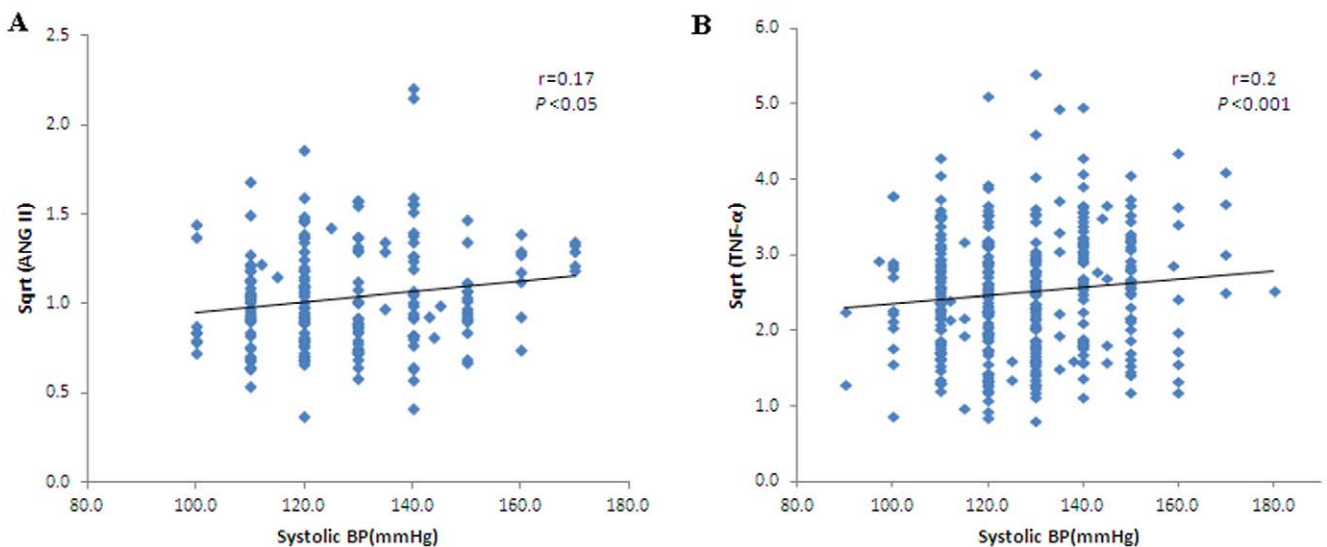 A
Sqrt (ANG II)
2.5
2.0
1.5
1.0
0.5
0.0
r=0.17
P<0.05
80.0 100.0 120.0 140.0 160.0 180.0
Systolic BP(mmHg)
B
Sqrt (TNF-α)
6.0
5.0
4.0
3.0
2.0
1.0
0.0
r=0.2
P<0.001
80.0 100.0 120.0 140.0 160.0 180.0
Systolic BP(mmHg)